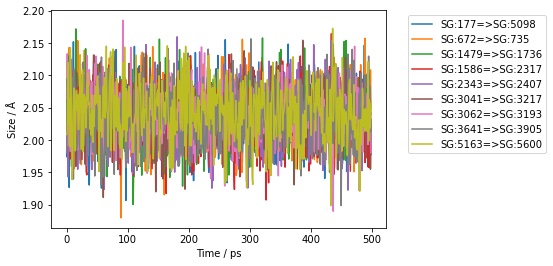 2.20
2.15
2.10
2.05
2.00
1.95
1.90
Size / Å
0
100
200
300
400
500
Time / ps
SG:177=>SG:5098
SG:672=>SG:735
SG:1479=>SG:1736
SG:1586=>SG:2317
SG:2343=>SG:2407
SG:3041=>SG:3217
SG:3062=>SG:3193
SG:3641=>SG:3905
SG:5163=>SG:5600